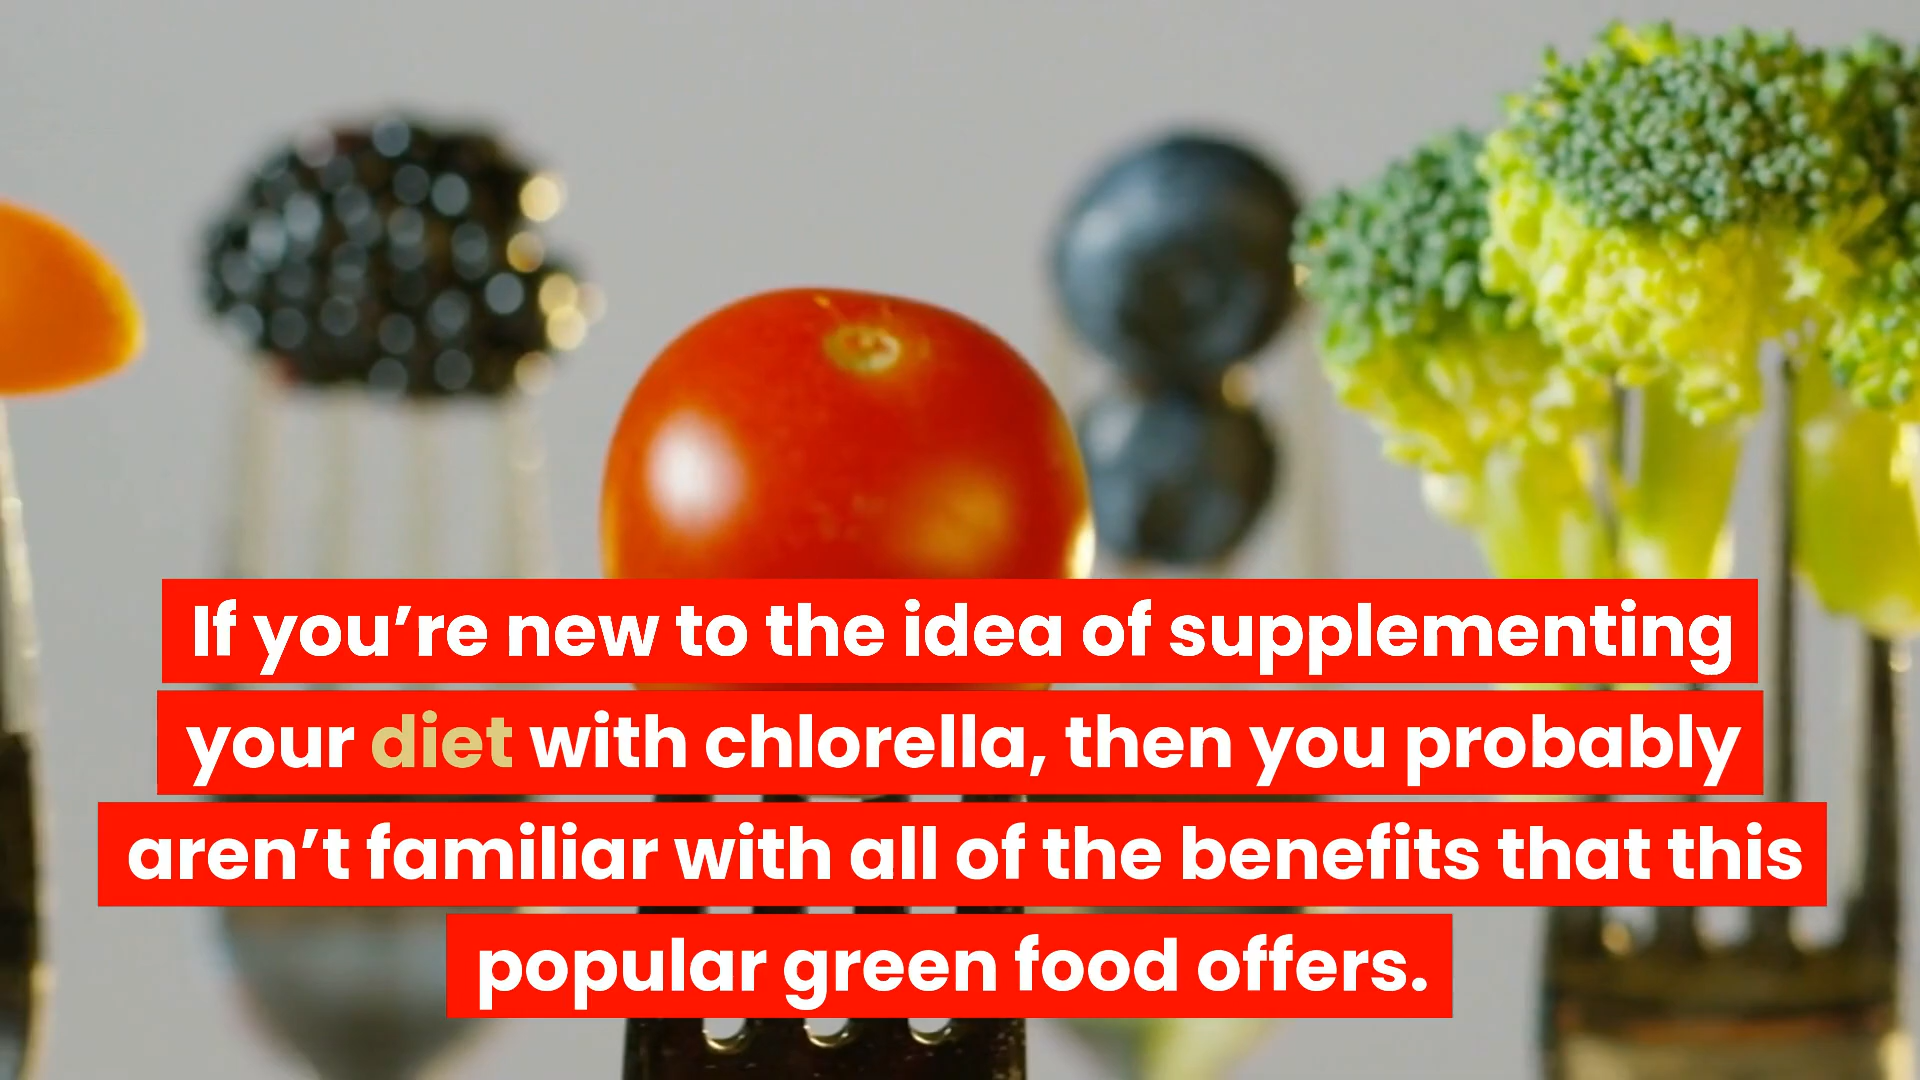 If you’re new to the idea of supplementing
your diet with chlorella, then you probably
aren’t familiar with all of the benefits that this
popular green food offers.